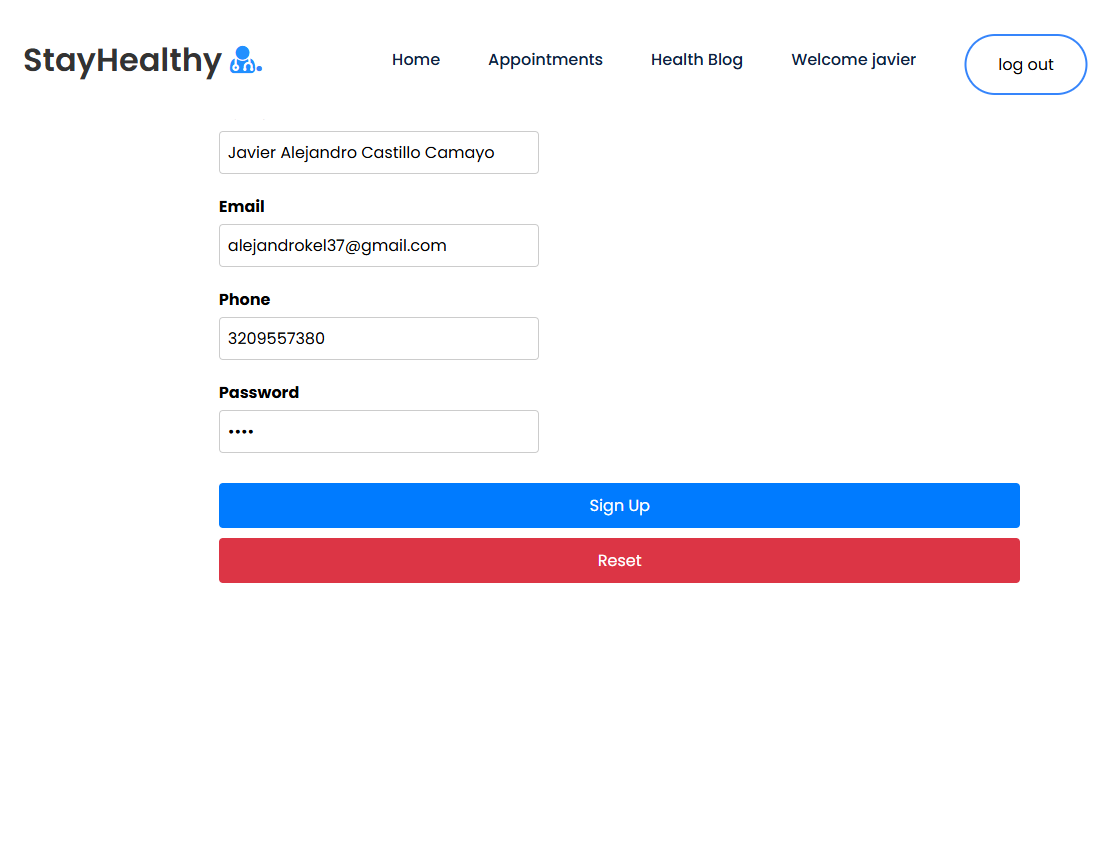 StayHealthy
Home Appointments Health Blog Welcome javier log out
Javier Alejandro Castillo Camayo
Email
alejandrokel37@gmail.com
Phone
3209557380
Password
••••
Sign Up
Reset